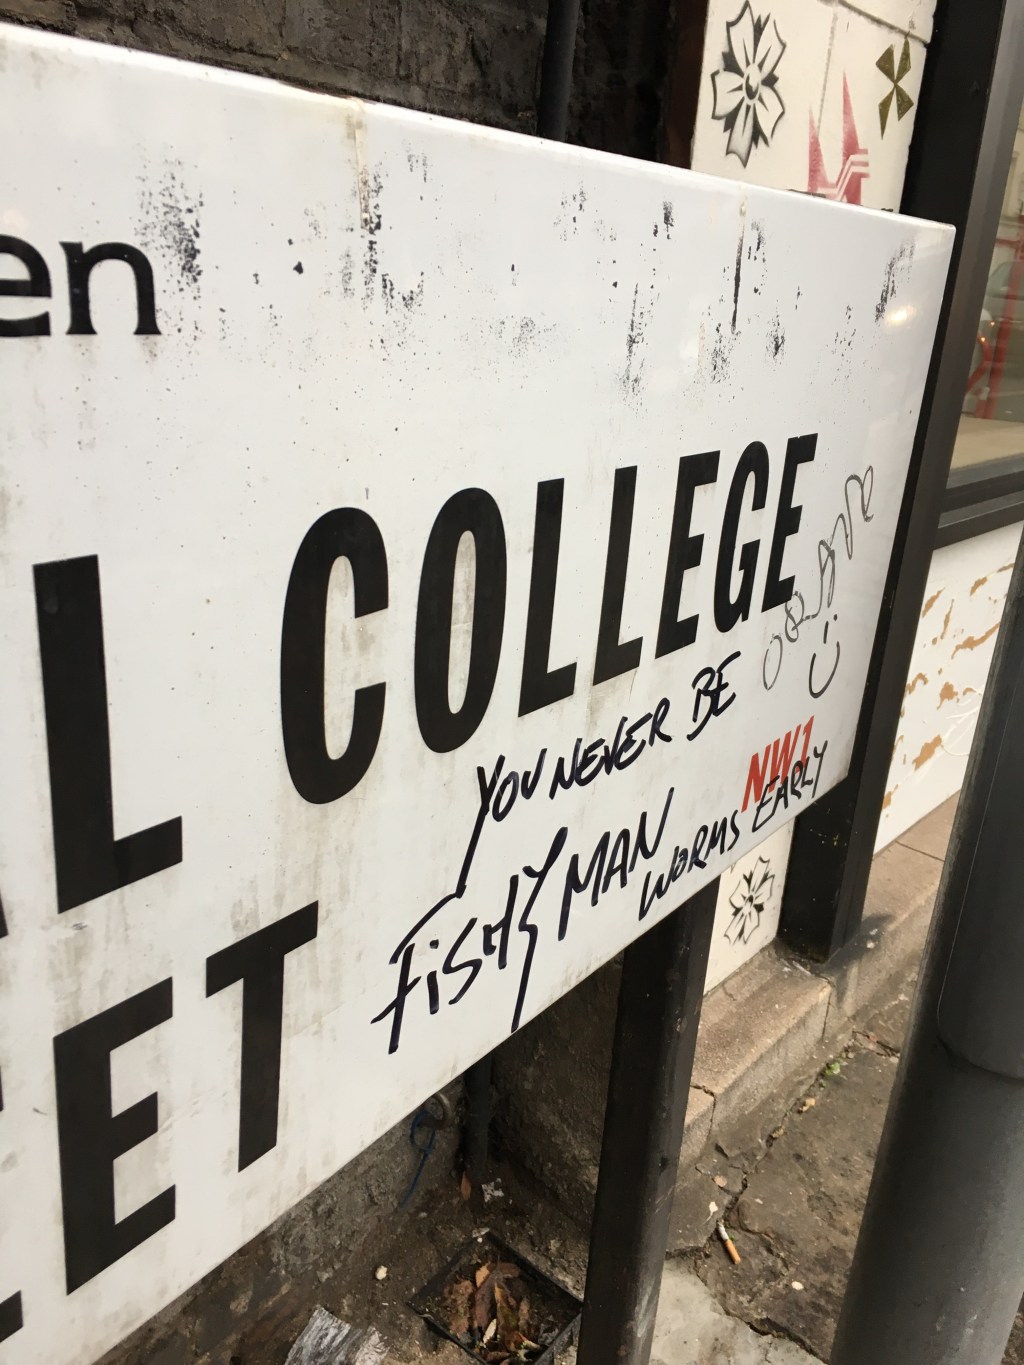 en
L COLLEGE
ET
NW1
YOU NEVER BE
FiSHY MAN
WORMS EARLY